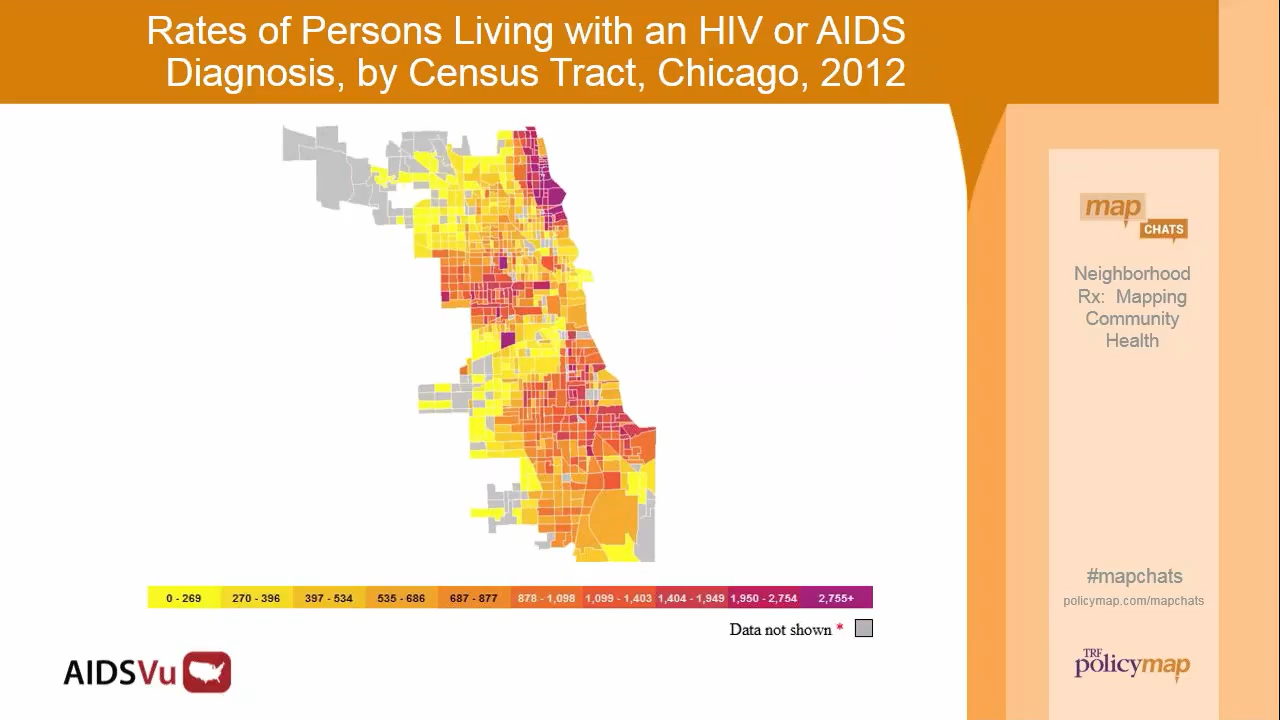 Rates of Persons Living with an HIV or AIDS
Diagnosis, by Census Tract, Chicago, 2012
map
CHATS
Neighborhood
Rx: Mapping
Community
Health
0 - 269 270 - 396 397 - 534 535 - 686 687 - 877 878 - 1,098 1,099 - 1,403 1,404 - 1,949 1,950 - 2,754 2,755+
Data not shown *
#mapchats
policymap.com/mapchats
AIDSVu
TRF
policymap